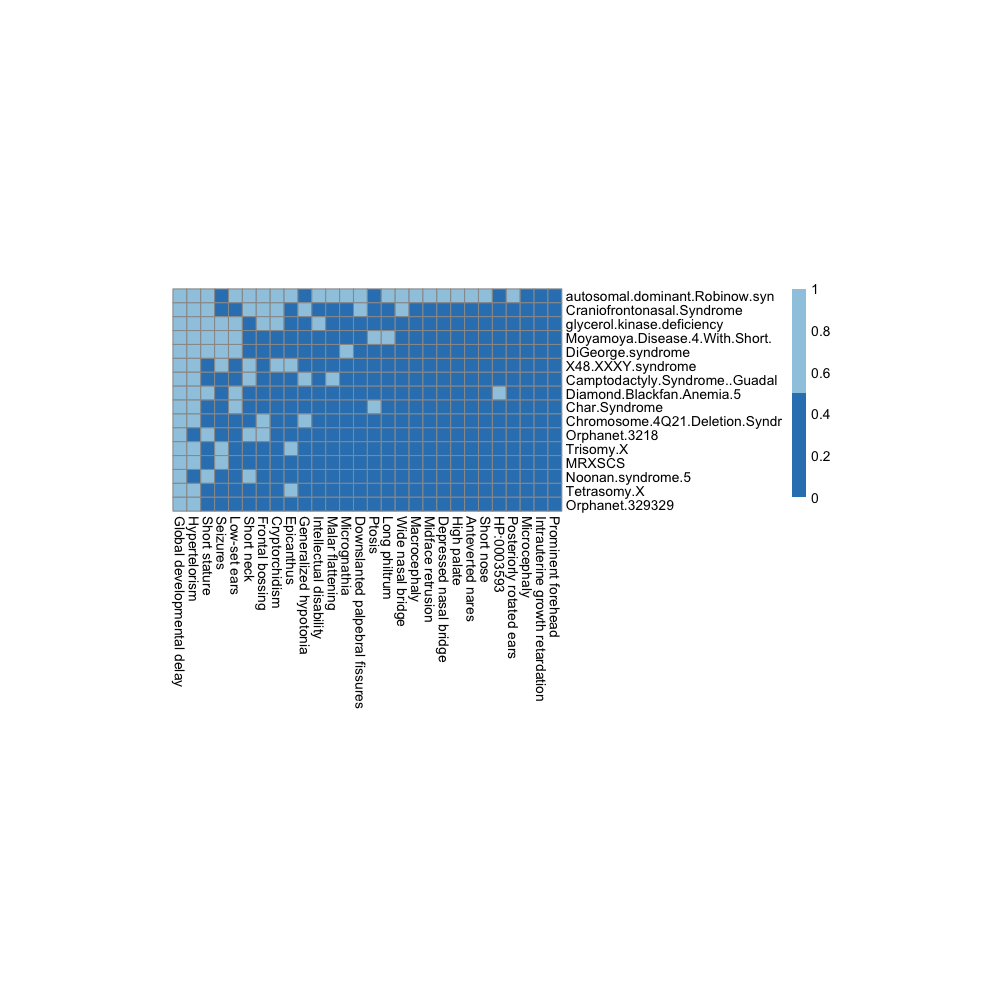 autosomal.dominant.Robinow.syn
Craniofrontonasal.Syndrome
glycerol.kinase.deficiency
Moyamoya.Disease.4.With.Short.
DiGeorge.syndrome
X48.XXXY.syndrome
Camptodactyly.Syndrome..Guadal
Diamond.Blackfan.Anemia.5
Char.Syndrome
Chromosome.4Q21.Deletion.Syndr
Orphanet.3218
Trisomy.X
MRXSCS
Noonan.syndrome.5
Tetrasomy.X
Orphanet.329329
1
0.8
0.6
0.4
0.2
0
Global developmental delay
Hypertelorism
Short stature
Seizures
Low-set ears
Short neck
Frontal bossing
Cryptorchidism
Epicanthus
Generalized hypotonia
Intellectual disability
Malar flattening
Micrognathia
Downslanted palpebral fissures
Ptosis
Long philtrum
Wide nasal bridge
Macrocephaly
Midface retrusion
Depressed nasal bridge
High palate
Anteverted nares
Short nose
HP:0003593
Posteriorly rotated ears
Microcephaly
Intrauterine growth retardation
Prominent forehead